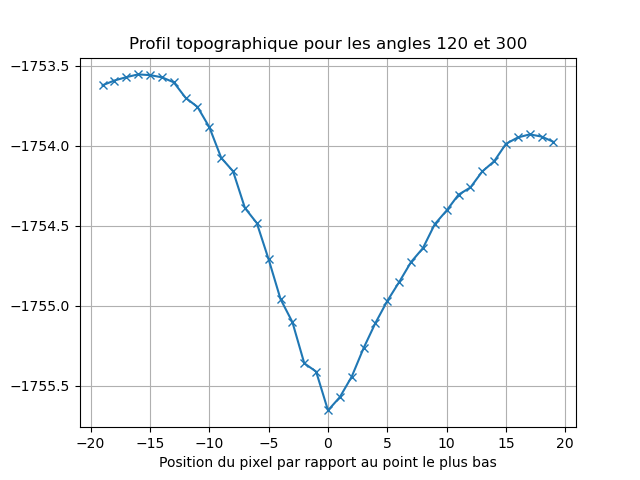 Profil topographique pour les angles 120 et 300
−1753.5
−1754.0
−1754.5
−1755.0
−1755.5
−20 −15 −10 −5 0 5 10 15 20
Position du pixel par rapport au point le plus bas